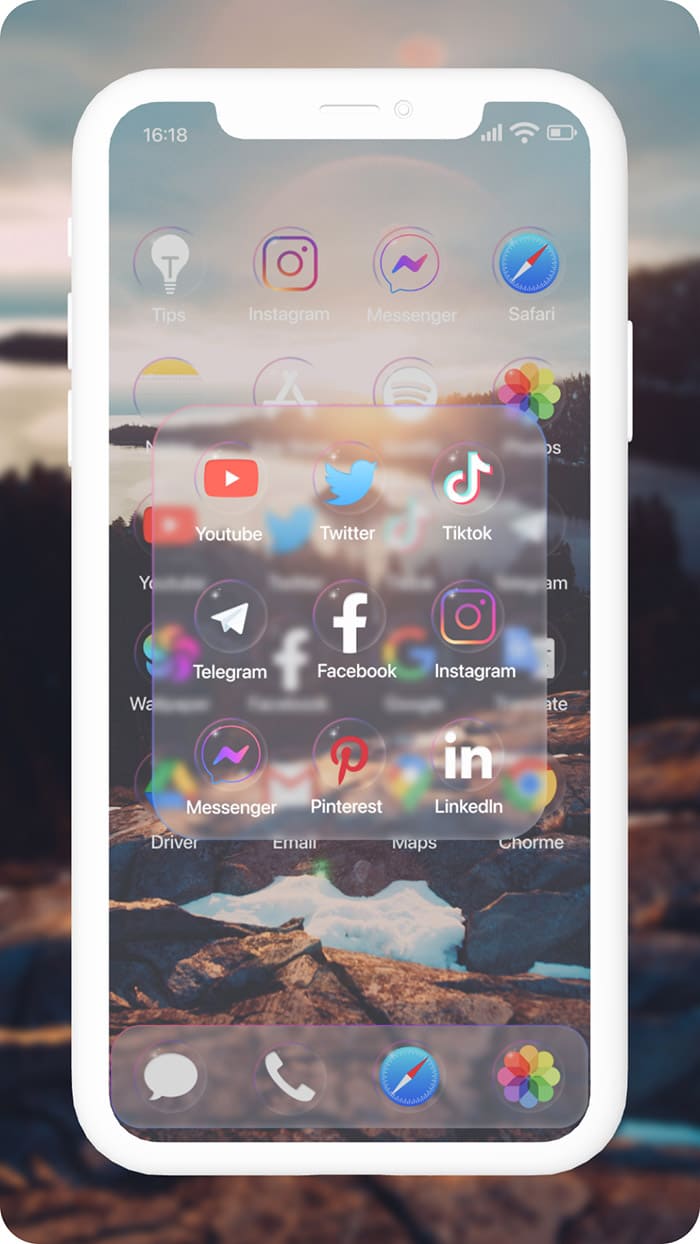 16:18
Tips Instagram Messenger Safari
Youtube Twitter Tiktok
Telegram Facebook Instagram
in
Messenger Pinterest LinkedIn
Driver Email Maps Chorme